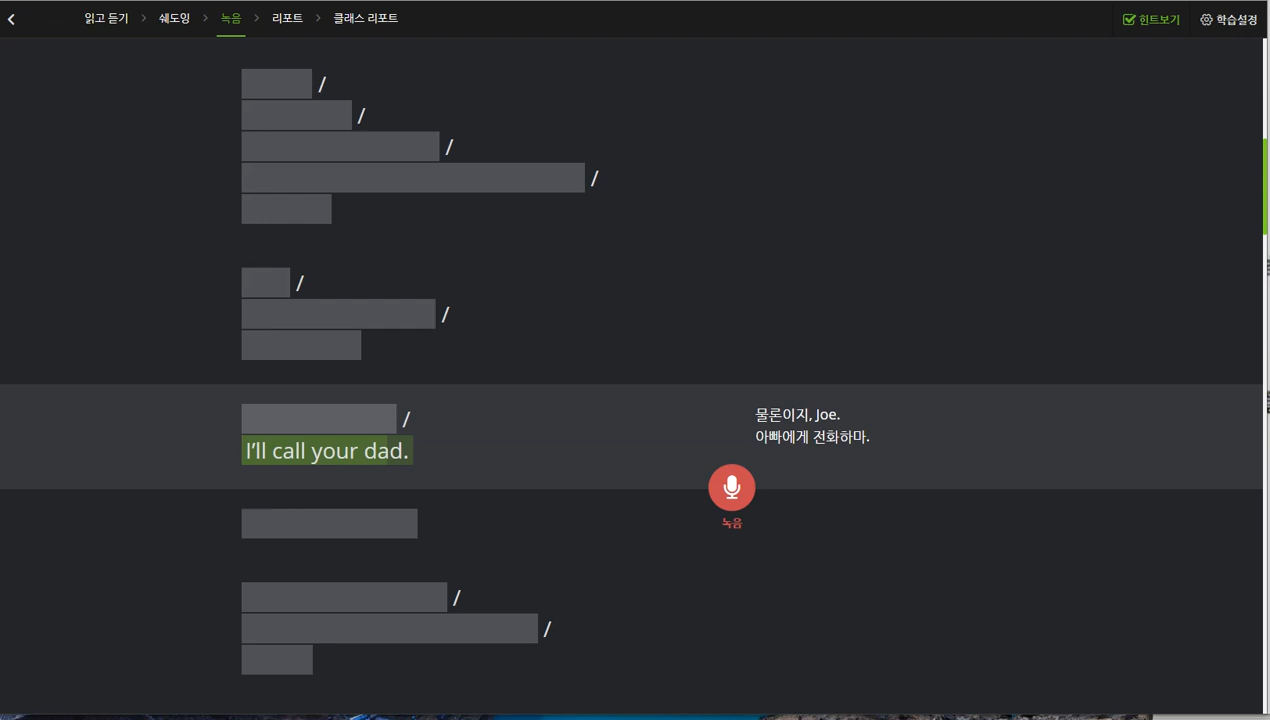 읽고 듣기 > 쉐도잉 > 녹음 > 리포트 > 클래스 리포트
힌트보기
학습설정
/
/
/
/
/
/
/
물론이지, Joe.
I'll call your dad.
아빠에게 전화하마.
녹음
/
/